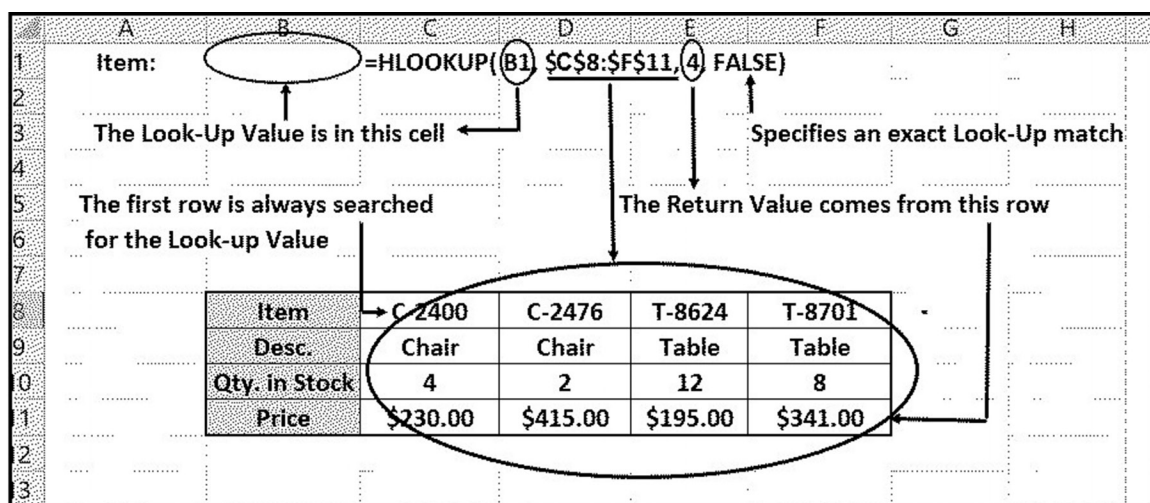 A B C D E F G H
1 Item: =HLOOKUP( B1, $C$8:$F$11, 4, FALSE)
2
3 The Look-Up Value is in this cell Specifies an exact Look-Up match
4
5 The first row is always searched The Return Value comes from this row
6 for the Look-up Value
7
8 Item C-2400 C-2476 T-8624 T-8701
9 Desc. Chair Chair Table Table
10 Qty. in Stock 4 2 12 8
11 Price $230.00 $415.00 $195.00 $341.00
12
13